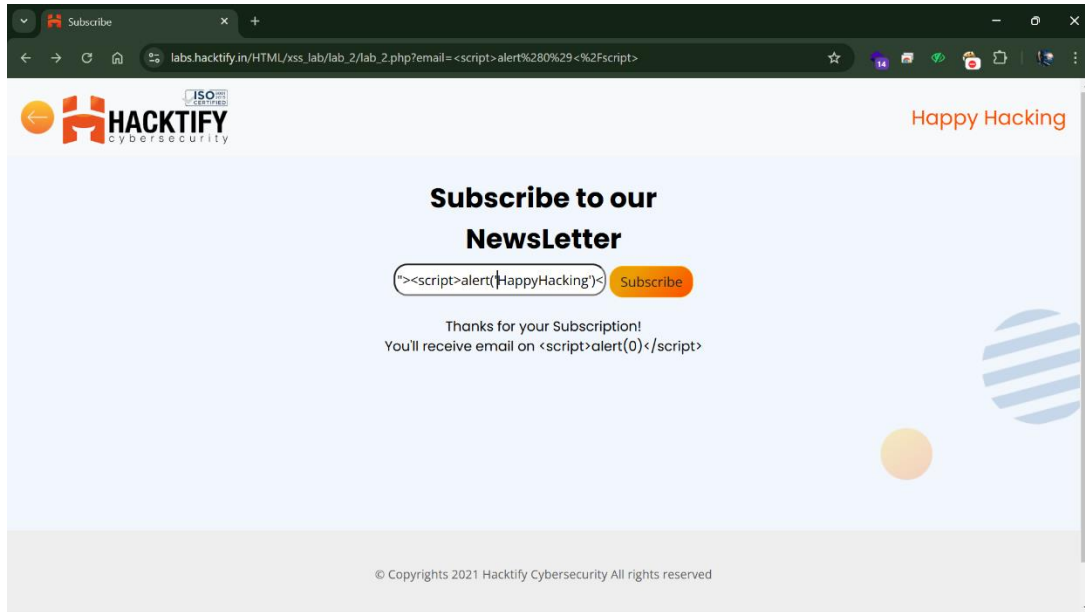 Subscribe
labs.hacktify.in/HTML/xss_lab/lab_2/lab_2.php?email=<script>alert%280%29<%2Fscript>
14
ISO
CERTIFIED
HACKTIFY
cybersecurity
Happy Hacking
Subscribe to our
NewsLetter
"><script>alert('HappyHacking')<
Subscribe
Thanks for your Subscription!
You'll receive email on <script>alert(0)</script>
© Copyrights 2021 Hacktify Cybersecurity All rights reserved